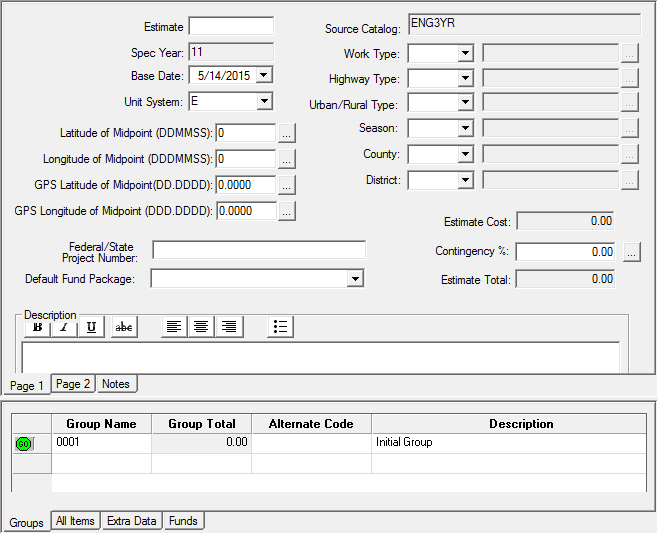 Estimate
Source Catalog: ENG3YR
Spec Year: 11
Work Type: ...
Base Date: 5/14/2015
Highway Type: ...
Unit System: E
Urban/Rural Type: ...
Season: ...
Latitude of Midpoint (DDMMSS): 0 ...
County: ...
Longitude of Midpoint (DDDMMSS): 0 ...
District: ...
GPS Latitude of Midpoint(DD.DDDD): 0.0000 ...
GPS Longitude of Midpoint (DDD.DDDD): 0.0000 ...
Estimate Cost: 0.00
Federal/State
Project Number:
Contingency %: 0.00 ...
Default Fund Package:
Estimate Total: 0.00
Description
B I U abc
Page 1 Page 2 Notes
Group Name Group Total Alternate Code Description
GO 0001 0.00 Initial Group
Groups All Items Extra Data Funds